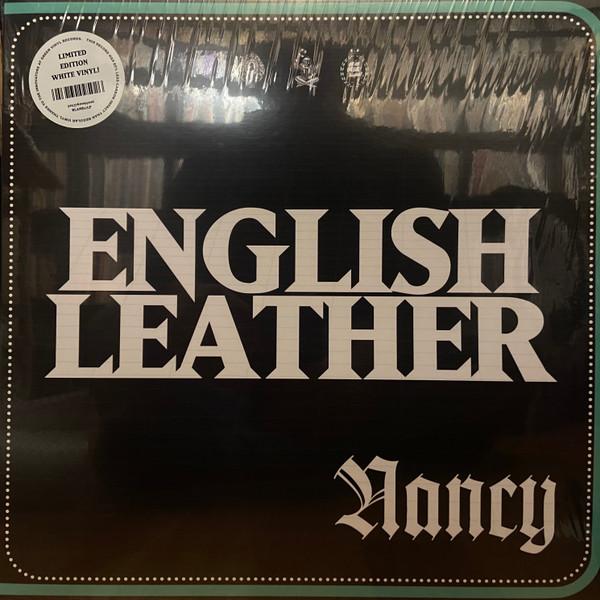 LIMITED
EDITION
WHITE VINYL!
ENGLISH
LEATHER
Nancy